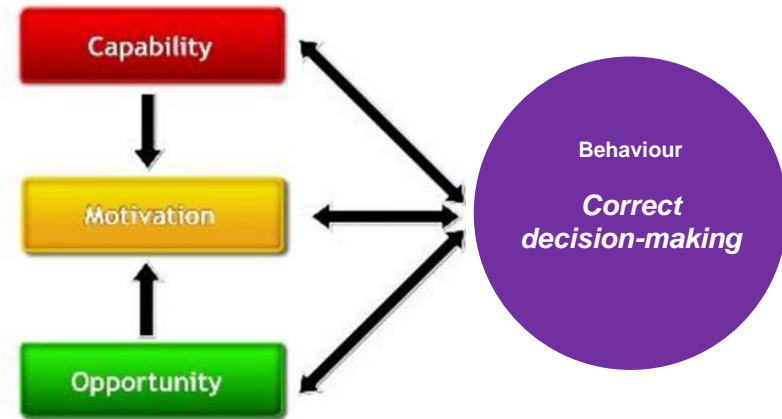 Capability
Motivation
Opportunity
Behaviour
Correct
decision-making